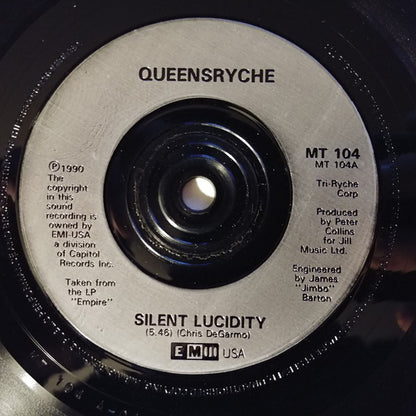 QUEENSRYCHE
℗1990
The
copyright
in this
sound
recording is
owned by
EMI-USA
a division
of Capitol
Records Inc.
Taken from
the LP
"Empire"
MT 104
MT 104A
Tri-Ryche
Corp
Produced
by Peter
Collins
for Jill
Music Ltd.
Engineered
by James
"Jimbo"
Barton
SILENT LUCIDITY
(5.46) (Chris DeGarmo)
EMI USA